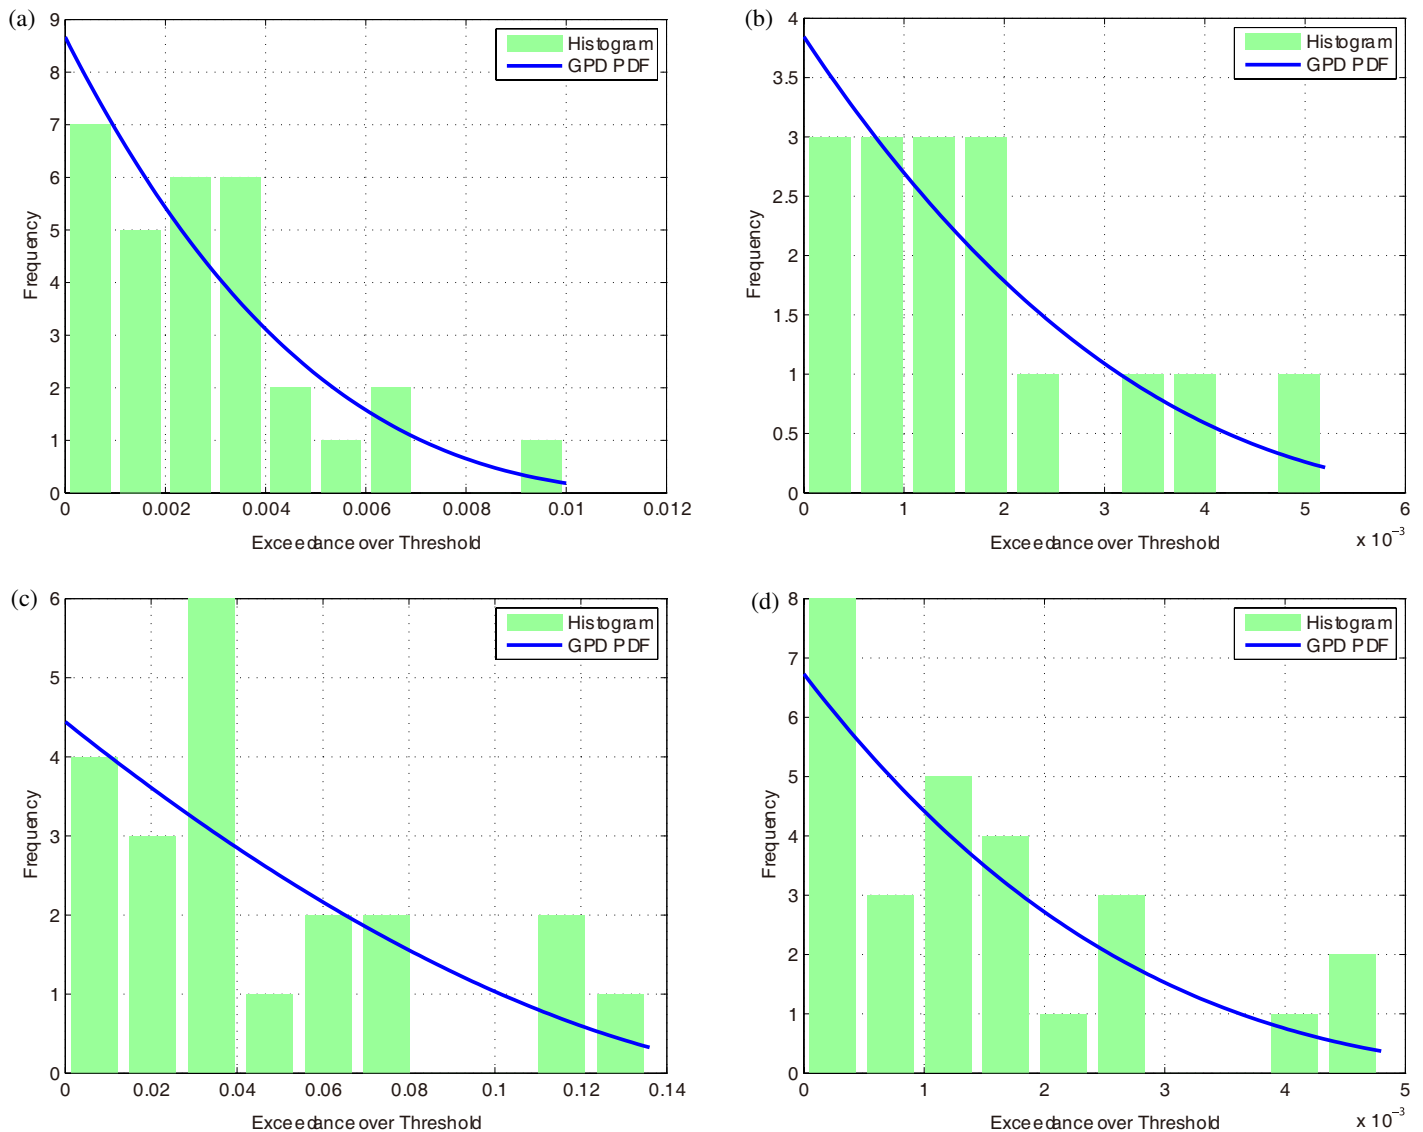 (a)
9
8
7
6
5
4
3
2
1
0
Frequency
Histogram
GPD PDF
0 0.002 0.004 0.006 0.008 0.01 0.012
Exceedance over Threshold
(b)
4
3.5
3
2.5
2
1.5
1
0.5
0
Frequency
Histogram
GPD PDF
0 1 2 3 4 5 6
Exceedance over Threshold
x 10⁻³
(c)
6
5
4
3
2
1
0
Frequency
Histogram
GPD PDF
0 0.02 0.04 0.06 0.08 0.1 0.12 0.14
Exceedance over Threshold
(d)
8
7
6
5
4
3
2
1
0
Frequency
Histogram
GPD PDF
0 1 2 3 4 5
Exceedance over Threshold
x 10⁻³